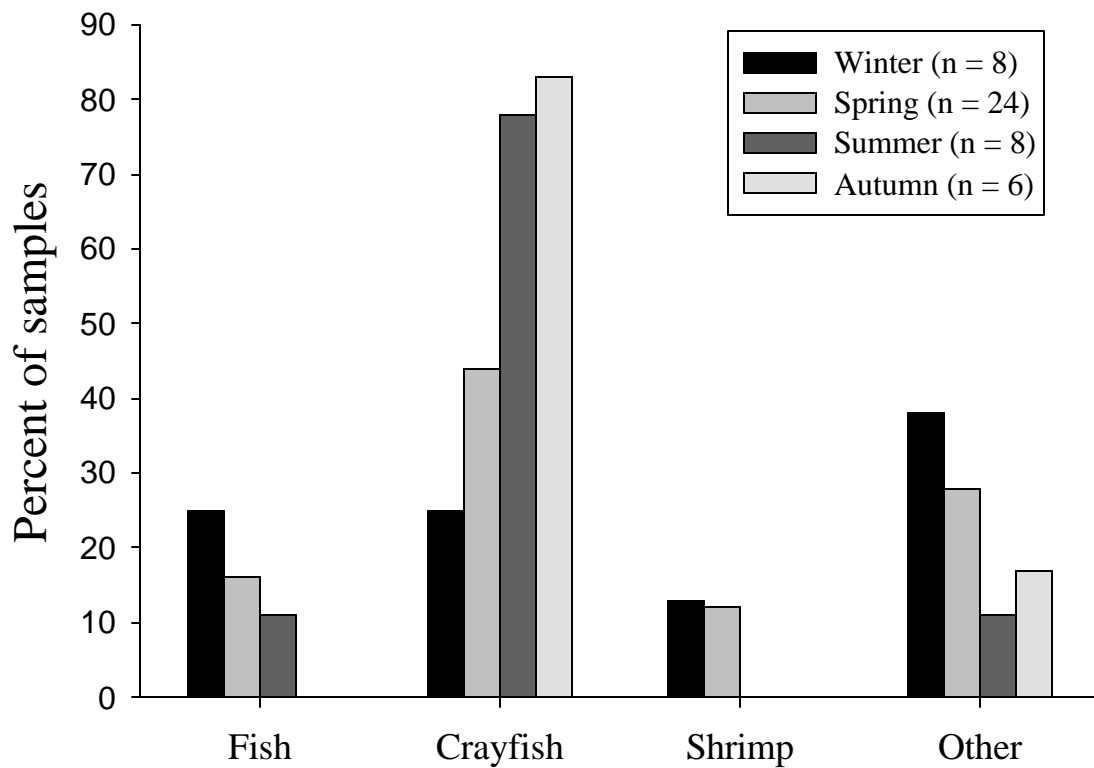 Percent of samples
90
80
70
60
50
40
30
20
10
0
Winter (n = 8)
Spring (n = 24)
Summer (n = 8)
Autumn (n = 6)
Fish Crayfish Shrimp Other